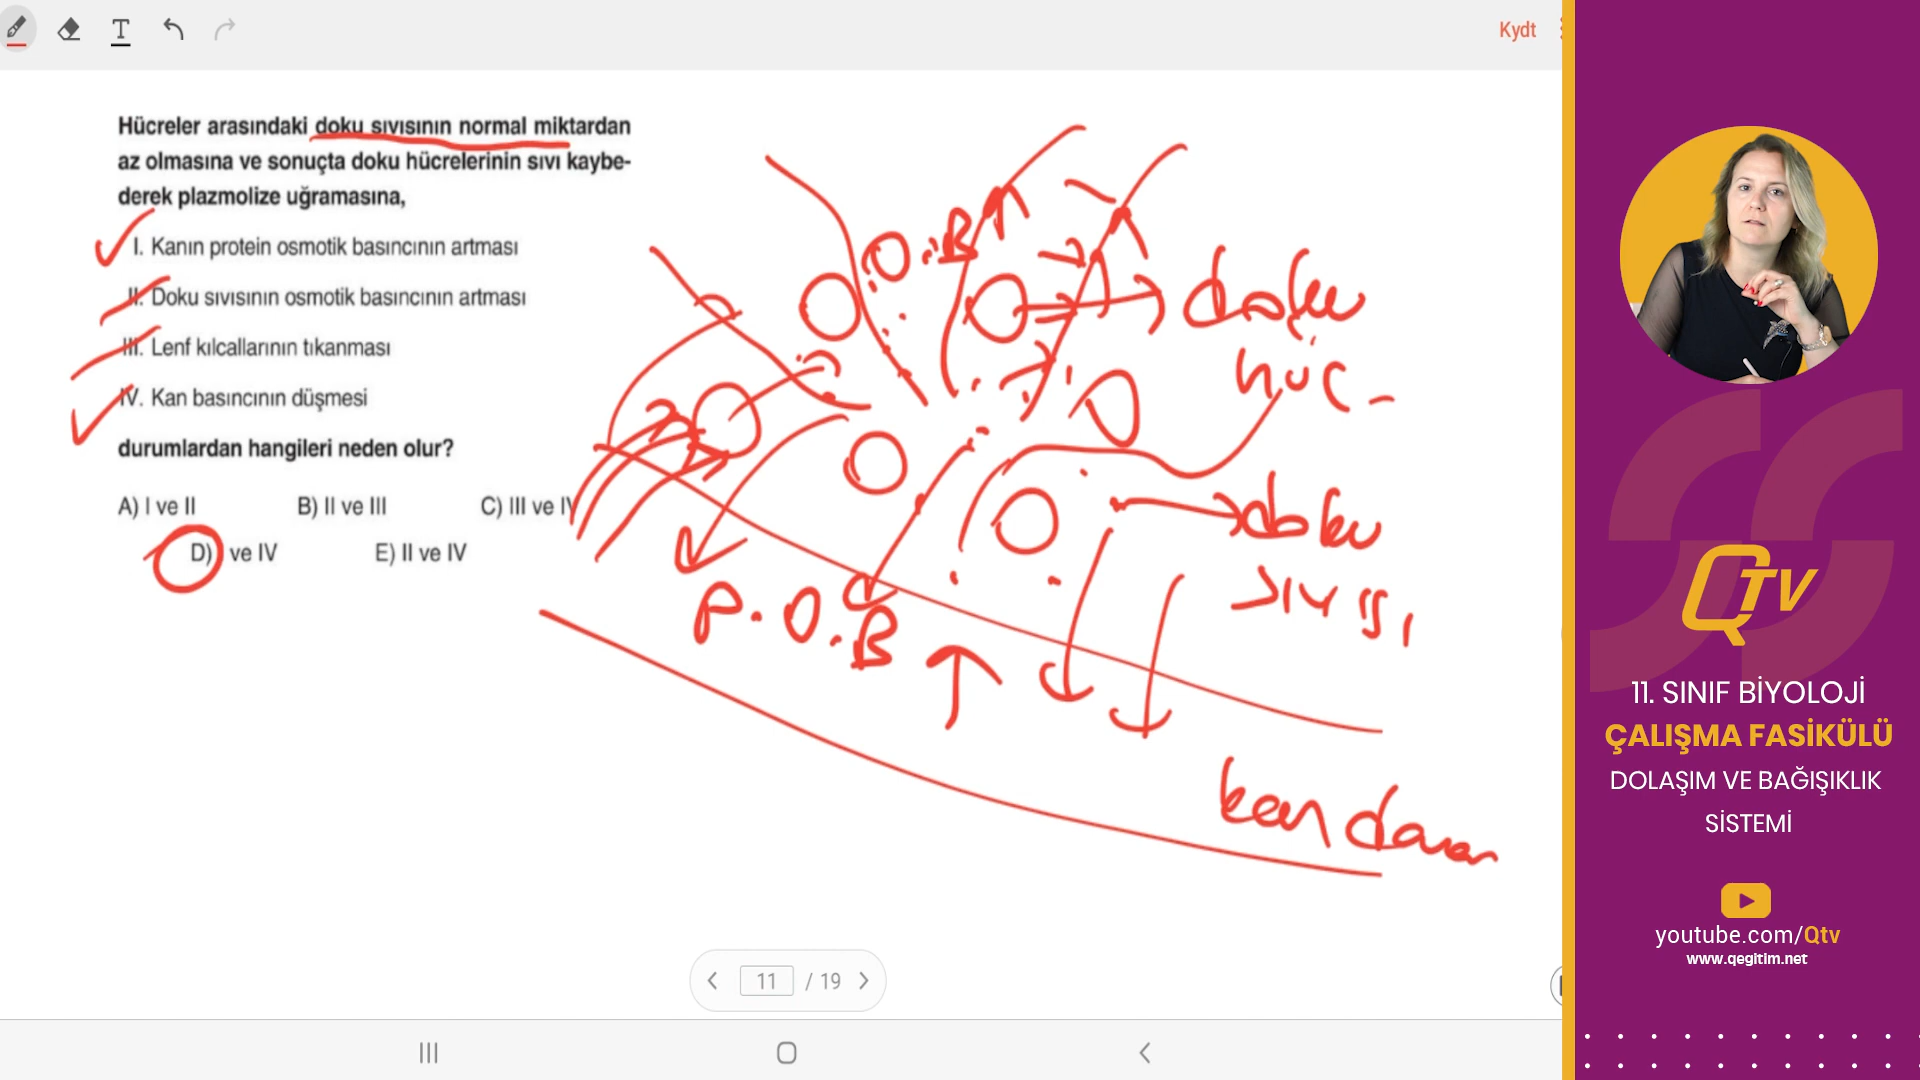 T
Kydt
Hücreler arasındaki doku sıvısının normal miktardan
az olmasına ve sonuçta doku hücrelerinin sıvı kaybe-
derek plazmolize uğramasına,
I. Kanın protein osmotik basıncının artması
II. Doku sıvısının osmotik basıncının artması
III. Lenf kılcallarının tıkanması
IV. Kan basıncının düşmesi
durumlardan hangileri neden olur?
A) I ve II B) II ve III C) III ve IV
D) ve IV E) II ve IV
O.B
doku
hüc-
doku
sıvısı
P.O.B
kan damarı
11 / 19
QTV
11. SINIF BİYOLOJİ
ÇALIŞMA FASİKÜLÜ
DOLAŞIM VE BAĞIŞIKLIK
SİSTEMİ
youtube.com/Qtv
www.qegitim.net